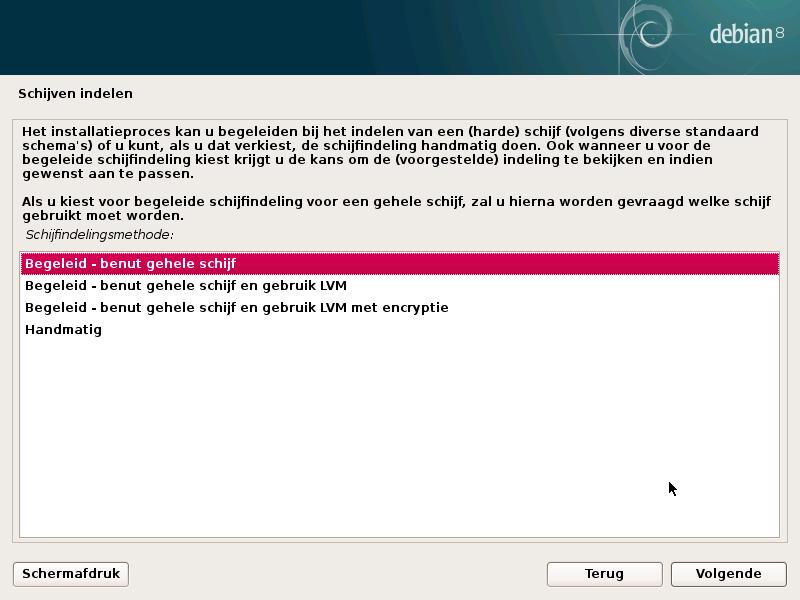 debian 8
Schijven indelen
Het installatieproces kan u begeleiden bij het indelen van een (harde) schijf (volgens diverse standaard
schema's) of u kunt, als u dat verkiest, de schijfindeling handmatig doen. Ook wanneer u voor de
begeleide schijfindeling kiest krijgt u de kans om de (voorgestelde) indeling te bekijken en indien
gewenst aan te passen.
Als u kiest voor begeleide schijfindeling voor een gehele schijf, zal u hierna worden gevraagd welke schijf
gebruikt moet worden.
Schijfindelingsmethode:
Begeleid - benut gehele schijf
Begeleid - benut gehele schijf en gebruik LVM
Begeleid - benut gehele schijf en gebruik LVM met encryptie
Handmatig
Schermafdruk
Terug
Volgende